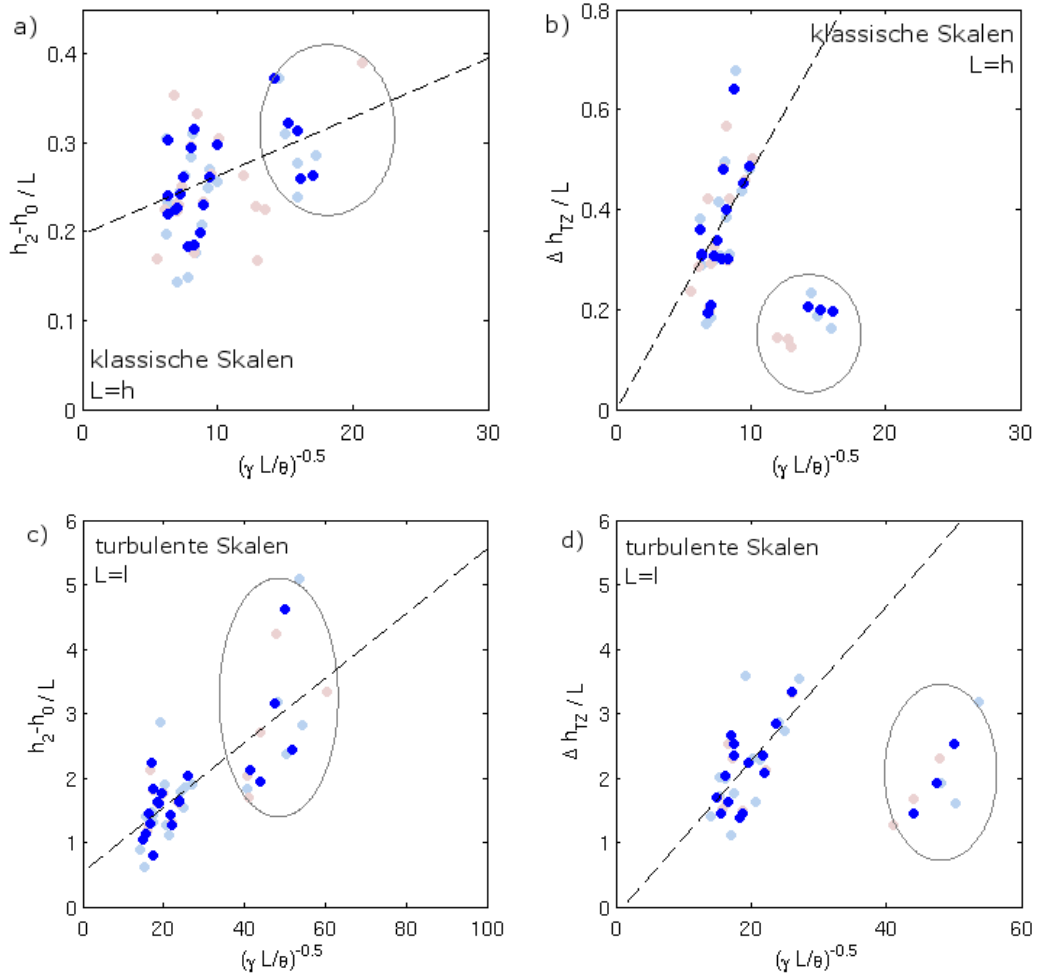 a)
klassische Skalen
L=h
h₂-h₀ / L
0.4
0.3
0.2
0.1
0
0
10
20
30
(γ L/θ)^-0.5
b)
klassische Skalen
L=h
Δ h_TZ / L
0.8
0.6
0.4
0.2
0
0
10
20
30
(γ L/θ)^-0.5
c)
turbulente Skalen
L=l
h₂-h₀ / L
6
5
4
3
2
1
0
0
20
40
60
80
100
(γ L/θ)^-0.5
d)
turbulente Skalen
L=l
Δ h_TZ / L
6
5
4
3
2
1
0
0
20
40
60
(γ L/θ)^-0.5